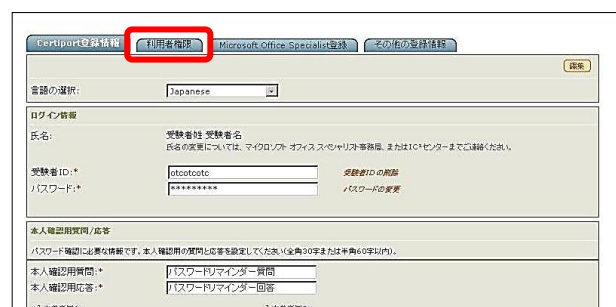 Certiport登録情報 利用者権限 Microsoft Office Specialist登録 その他の登録情報
編集
言語の選択: Japanese
ログイン情報
氏名: 受験者姓 受験者名
氏名の変更については、マイクロソフト オフィス スペシャリスト事務局、またはIC³センターまでご連絡ください。
受験者ID:* otcotcotc 受験者IDの削除
パスワード:* ********* パスワードの変更
本人確認用質問/応答
パスワード確認に必要な情報です。本人確認用の質問と応答を設定してください(全角30字または半角60字以内)。
本人確認用質問:* パスワードリマインダー質問
本人確認用応答:* パスワードリマインダー回答